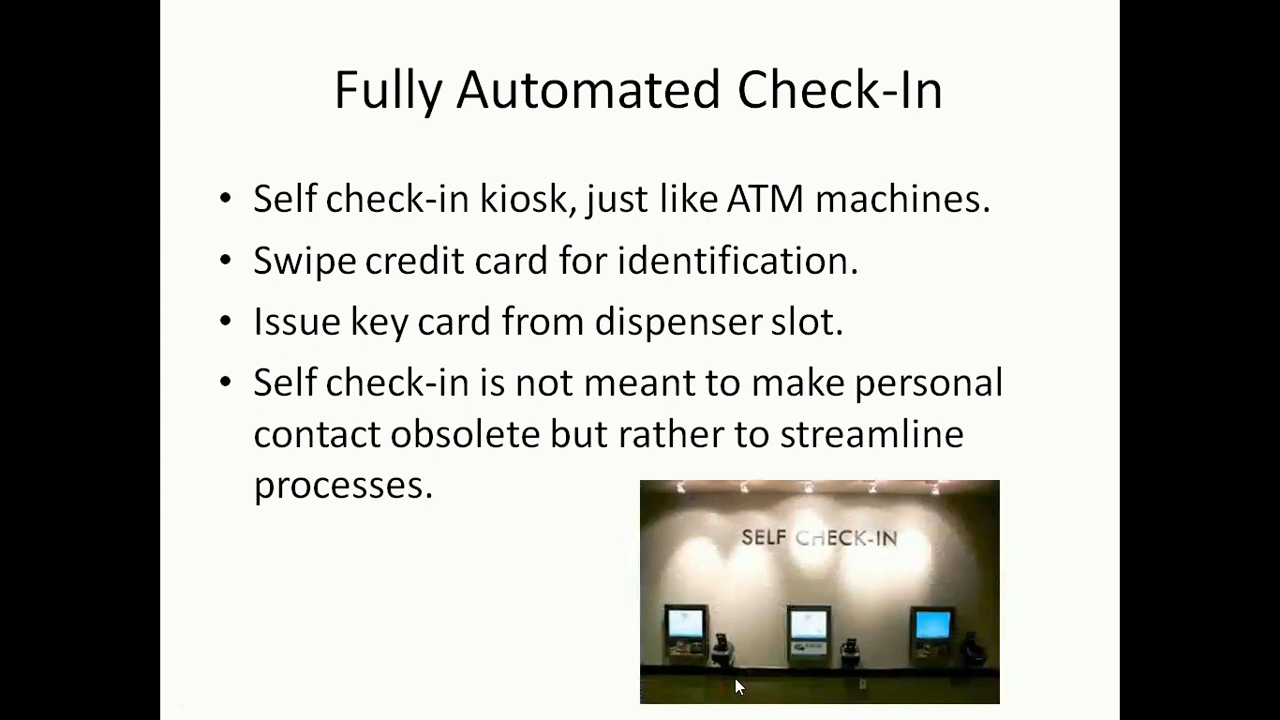 Fully Automated Check-In
• Self check-in kiosk, just like ATM machines.
• Swipe credit card for identification.
• Issue key card from dispenser slot.
• Self check-in is not meant to make personal
contact obsolete but rather to streamline
processes.
SELF CHECK-IN